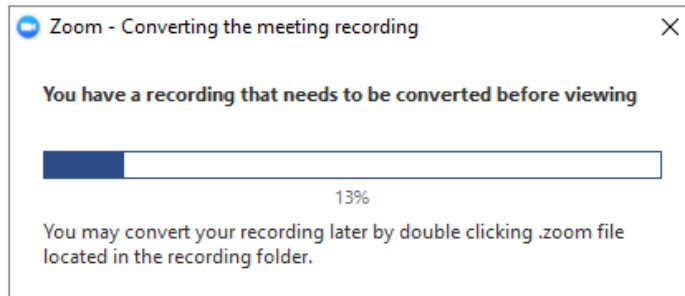 Zoom - Converting the meeting recording
You have a recording that needs to be converted before viewing
13%
You may convert your recording later by double clicking .zoom file
located in the recording folder.